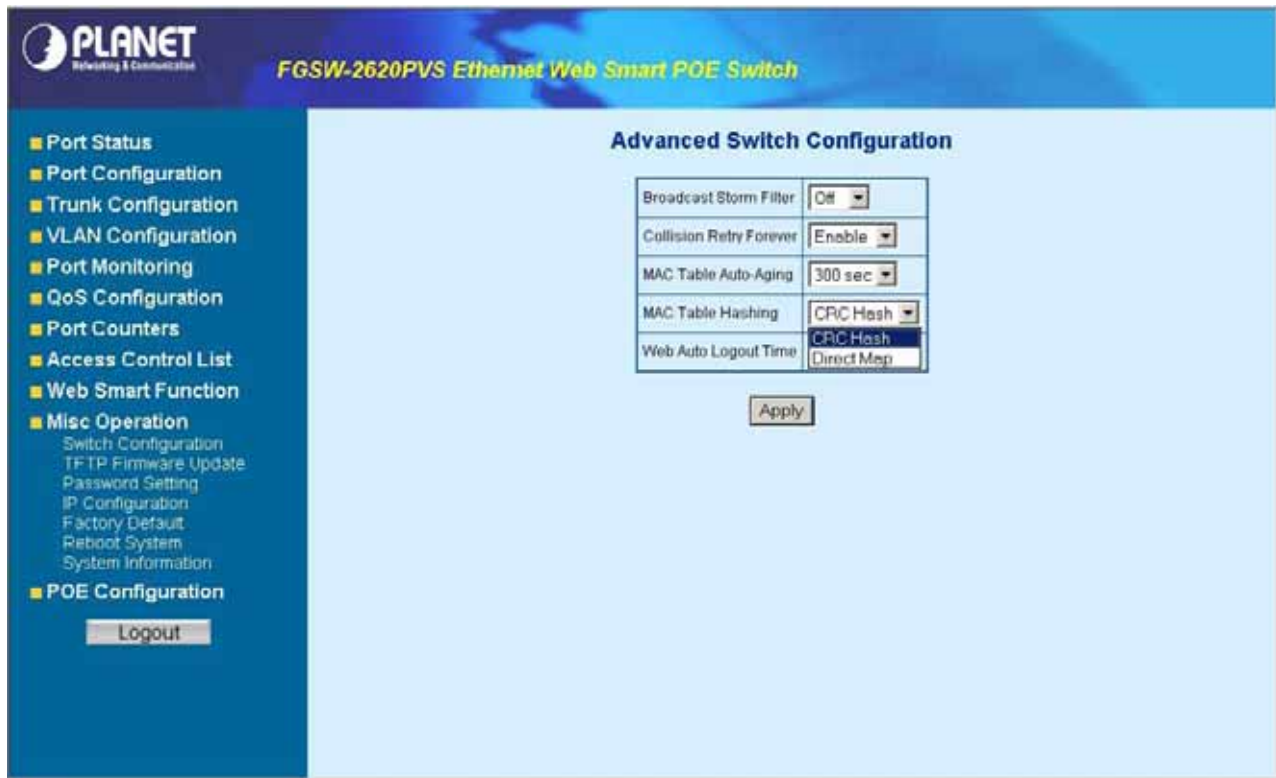 PLANET
Networking & Communication
FGSW-2620PVS Ethernet Web Smart POE Switch
Port Status
Port Configuration
Trunk Configuration
VLAN Configuration
Port Monitoring
QoS Configuration
Port Counters
Access Control List
Web Smart Function
Misc Operation
Switch Configuration
TFTP Firmware Update
Password Setting
IP Configuration
Factory Default
Reboot System
System Information
POE Configuration
Logout
Advanced Switch Configuration
Broadcast Storm Filter Off
Collision Retry Forever Enable
MAC Table Auto-Aging 300 sec
MAC Table Hashing CRC Hash
CRC Hash
Web Auto Logout Time Direct Map
Apply